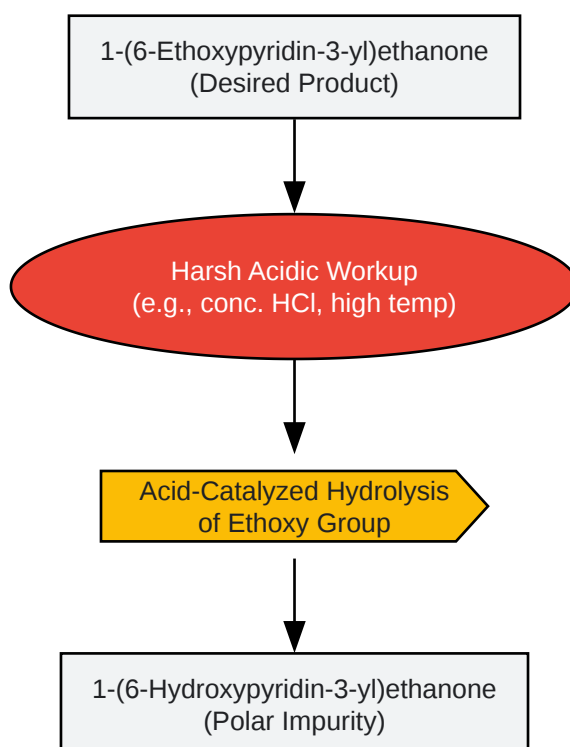 1-(6-Ethoxypyridin-3-yl)ethanone
(Desired Product)
Harsh Acidic Workup
(e.g., conc. HCl, high temp)
Acid-Catalyzed Hydrolysis
of Ethoxy Group
1-(6-Hydroxypyridin-3-yl)ethanone
(Polar Impurity)